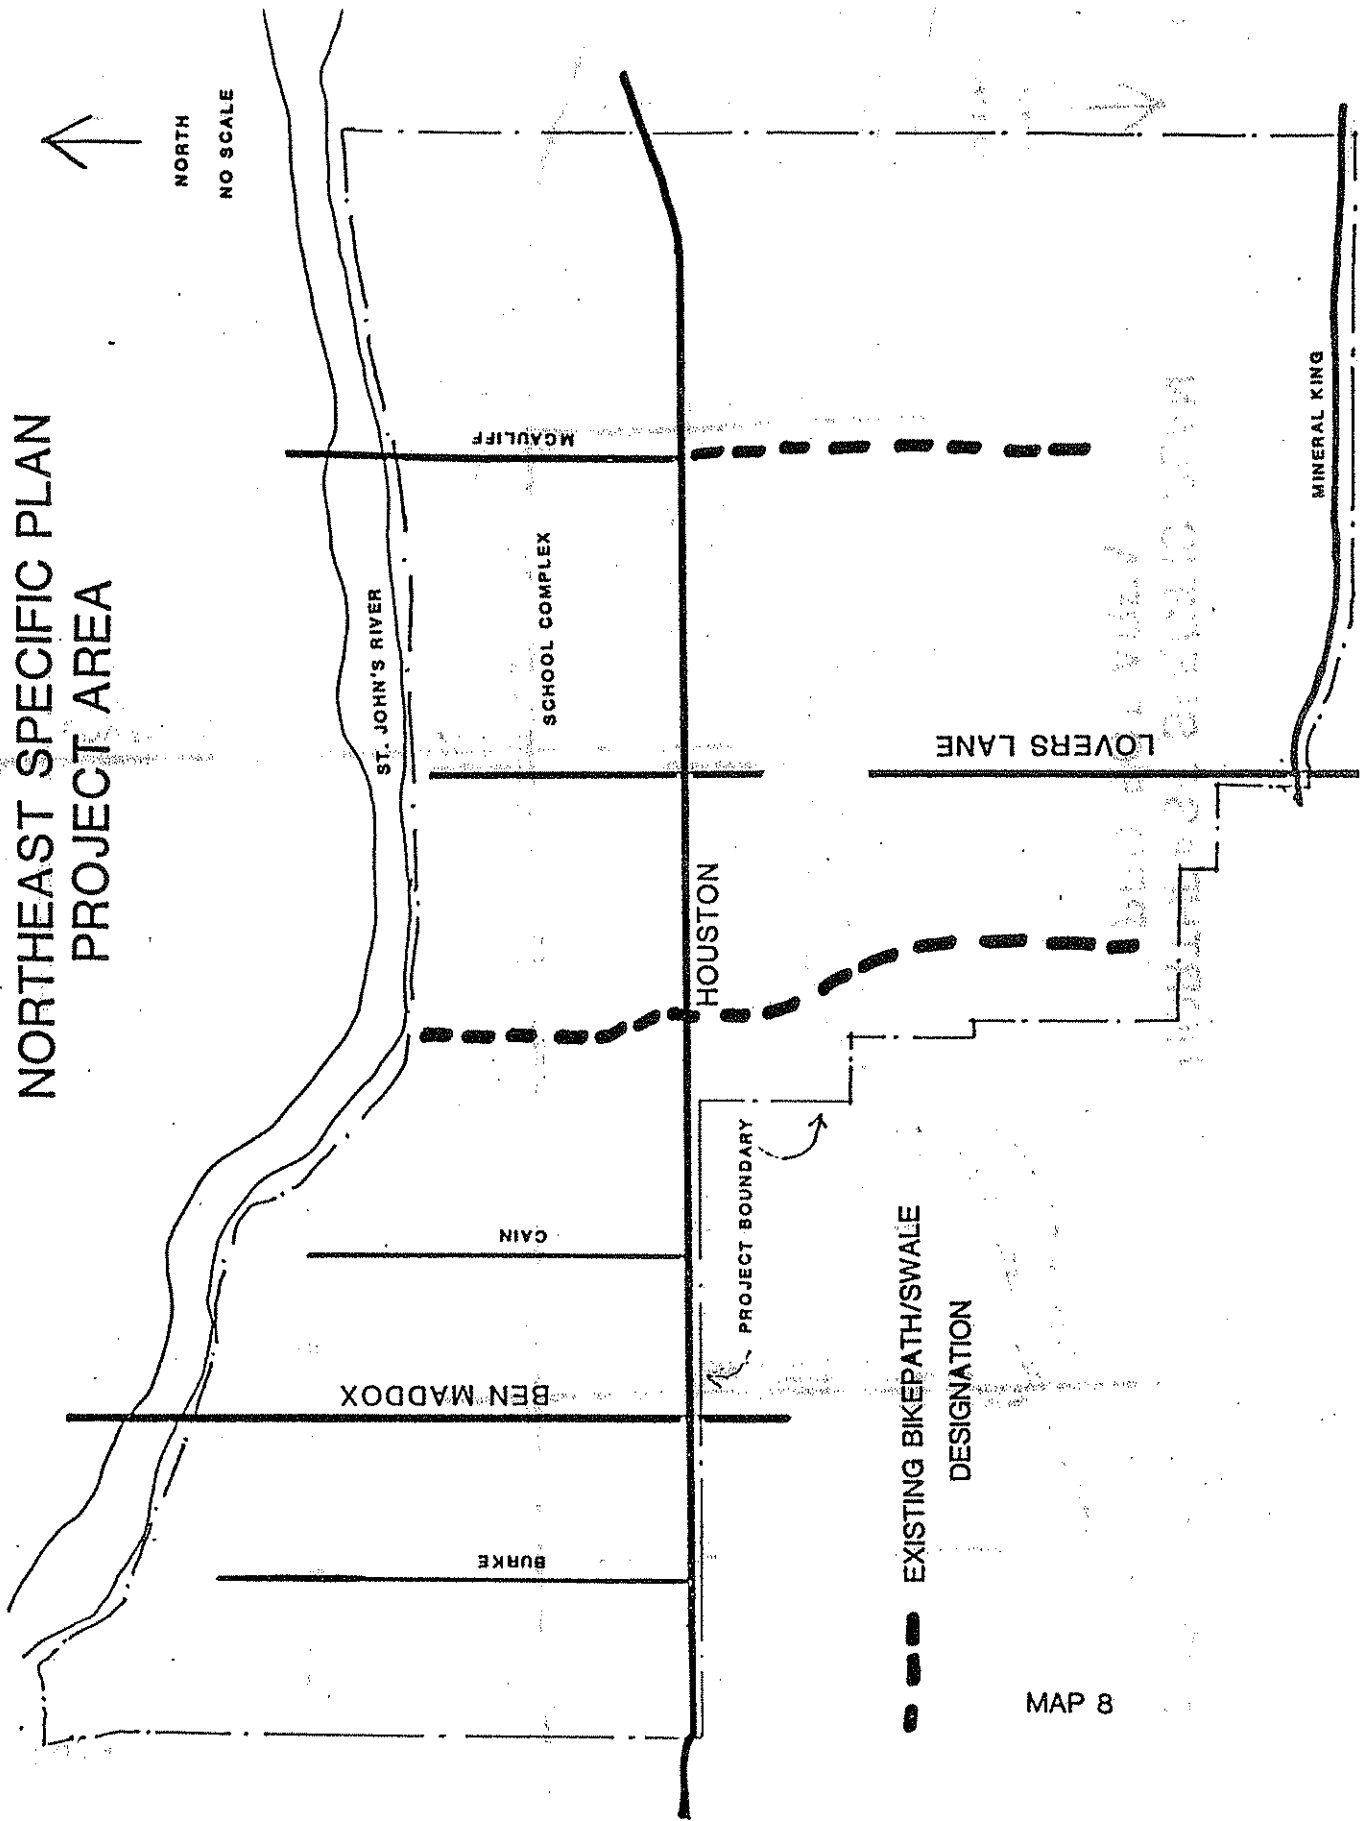 NORTHEAST SPECIFIC PLAN
PROJECT AREA
NORTH
NO SCALE
ST. JOHN'S RIVER
MCAULIFF
SCHOOL COMPLEX
LOVERS LANE
MINERAL KING
HOUSTON
CAIN
BEN MADDOX
BURKE
PROJECT BOUNDARY
EXISTING BIKEPATH/SWALE
DESIGNATION
MAP 8